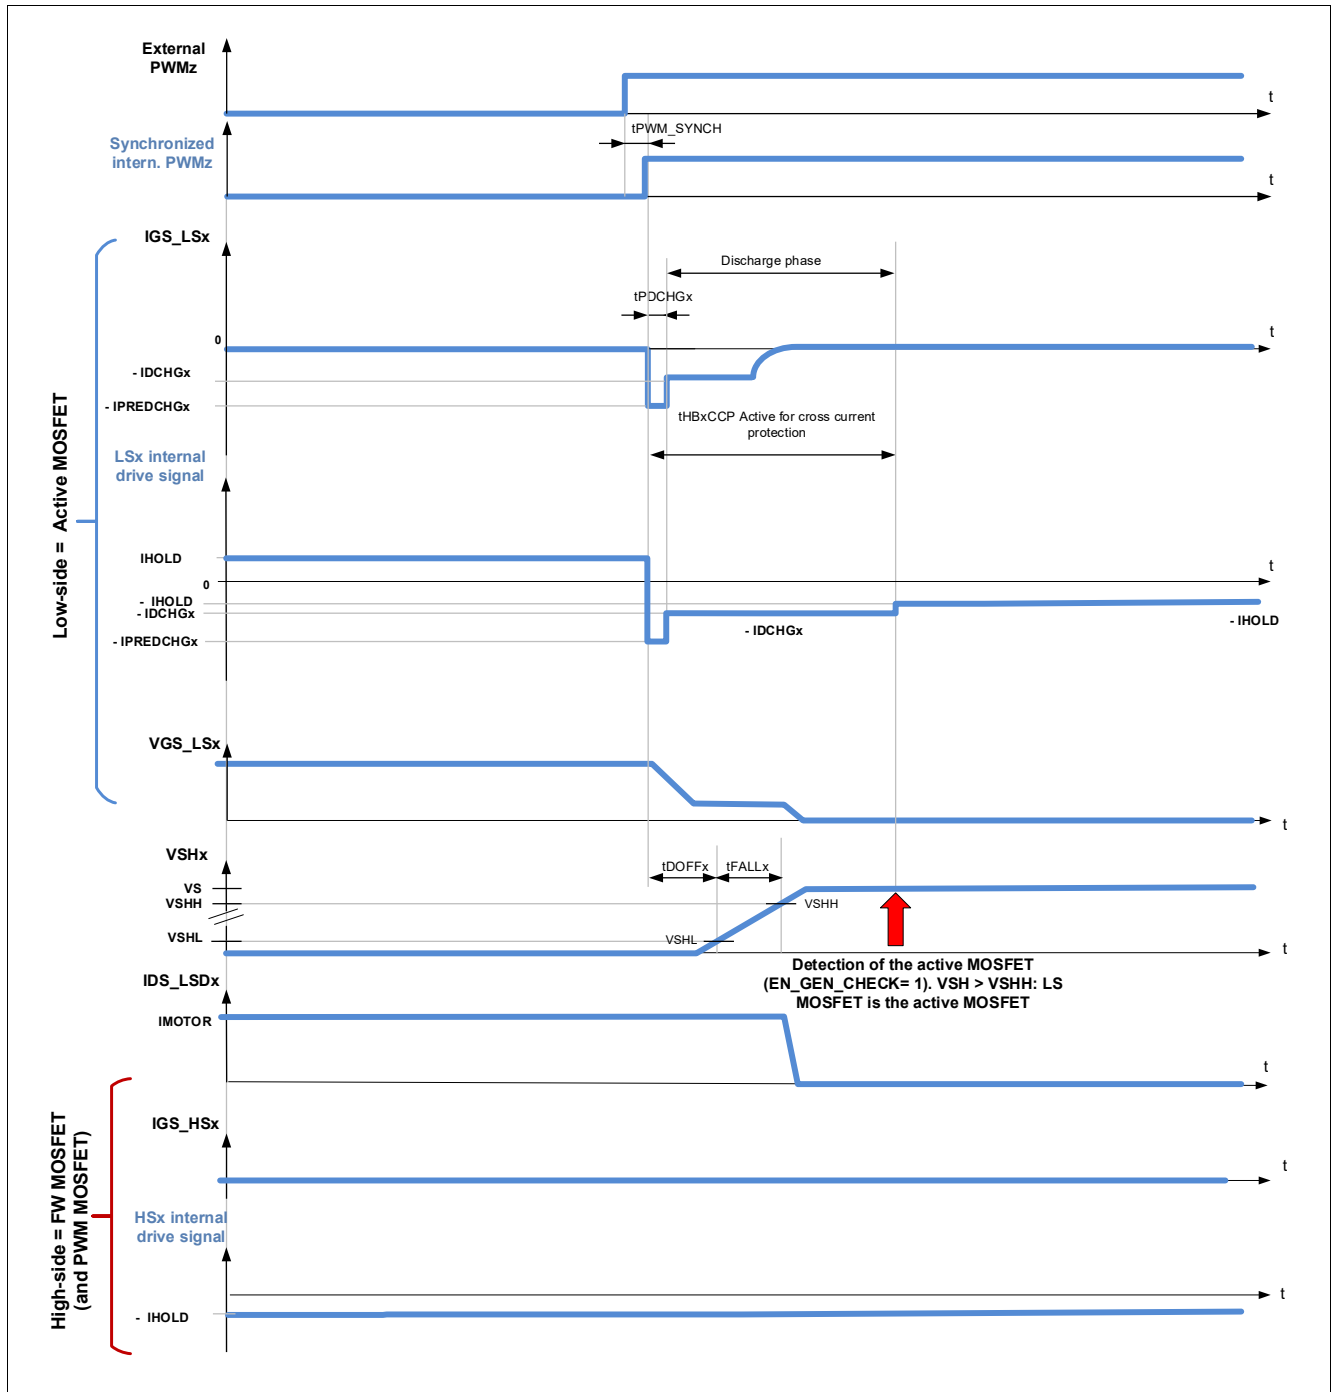 External
PWMz
t
tPWM_SYNCH
Synchronized
intern. PWMz
t
IGS_LSx
Discharge phase
tPDCHGx
t
0
- IDCHGx
- IPREDCHGx
tHBxCCP Active for cross current
protection
LSx internal
drive signal
Low-side = Active MOSFET
IHOLD
t
0
- IHOLD
- IDCHGx
- IDCHGx
- IHOLD
- IPREDCHGx
VGS_LSx
t
VSHx
tDOFFx
tFALLx
VS
VSHH
VSHH
VSHL
VSHL
t
Detection of the active MOSFET
(EN_GEN_CHECK= 1). VSH > VSHH: LS
MOSFET is the active MOSFET
IDS_LSDx
IMOTOR
t
IGS_HSx
t
High-side = FW MOSFET
(and PWM MOSFET)
HSx internal
drive signal
t
- IHOLD